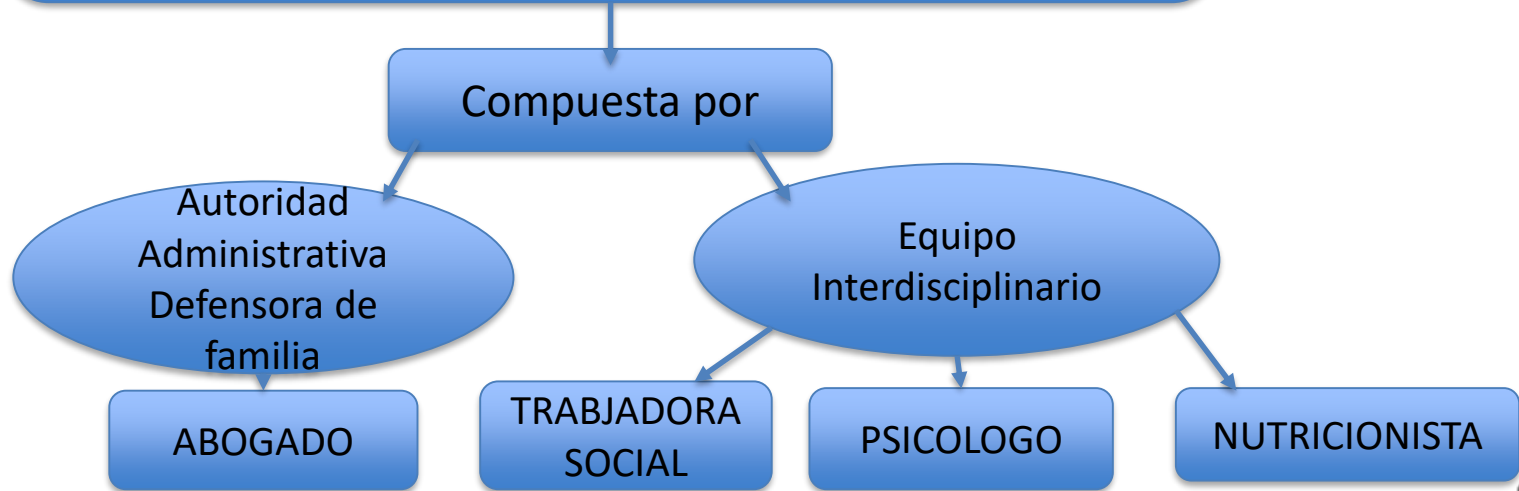 Compuesta por
Autoridad
Administrativa
Defensora de
familia
Equipo
Interdisciplinario
ABOGADO
TRABJADORA
SOCIAL
PSICOLOGO
NUTRICIONISTA